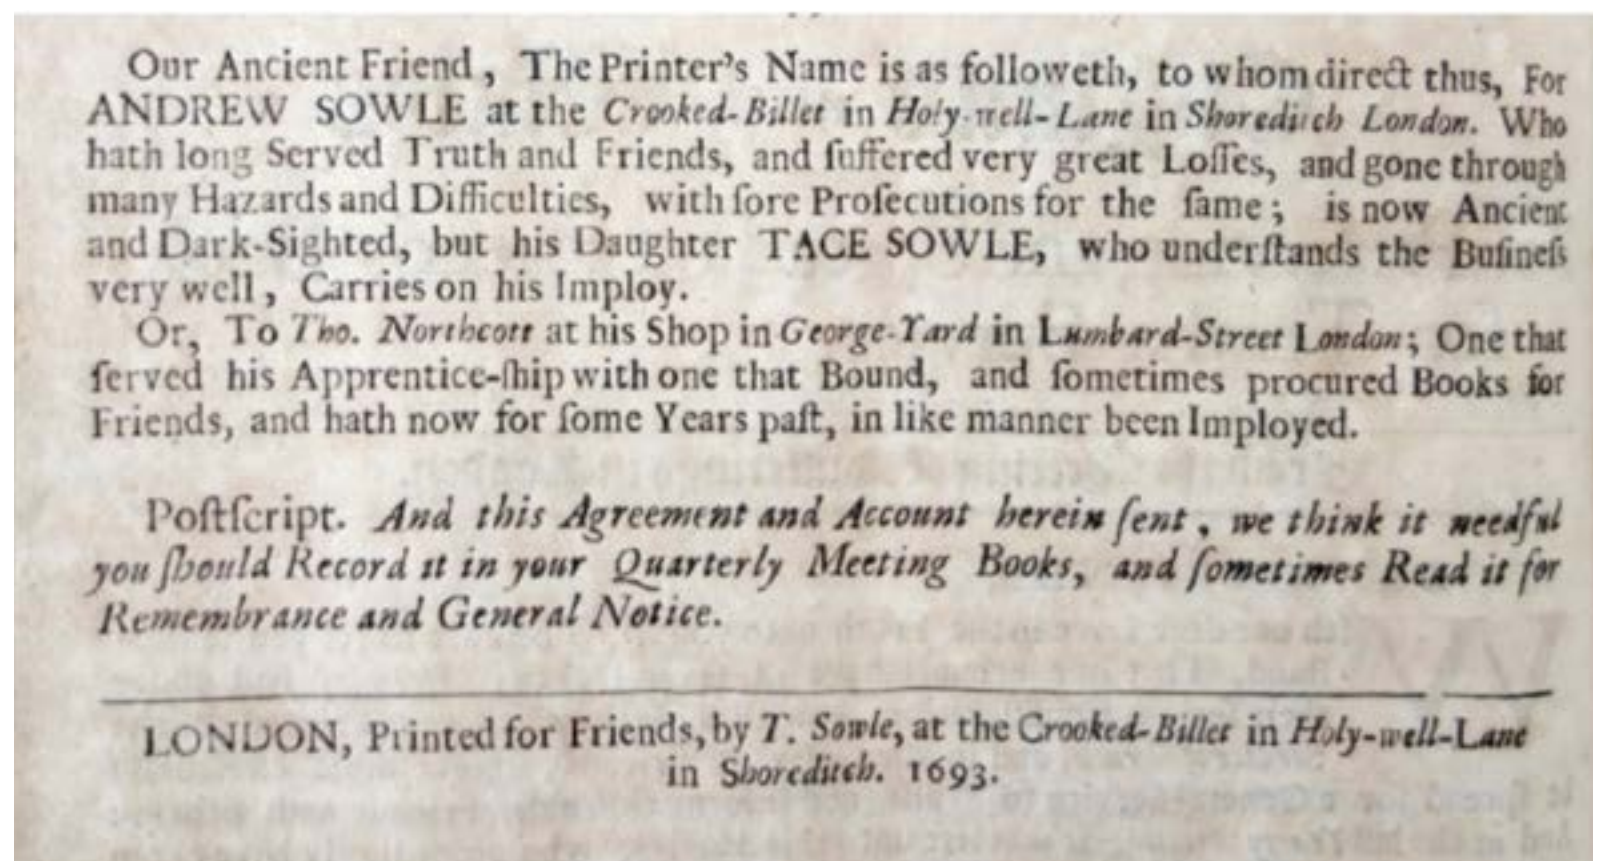 Our Ancient Friend, The Printer's Name is as followeth, to whom direct thus, For
ANDREW SOWLE at the Crooked-Billet in Holy-well-Lane in Shoreditch London. Who
hath long Served Truth and Friends, and ſuffered very great Loſſes, and gone through
many Hazards and Difficulties, with ſore Proſecutions for the ſame; is now Ancient
and Dark-Sighted, but his Daughter TACE SOWLE, who underſtands the Buſineſs
very well, Carries on his Imploy.
Or, To Tho. Northcott at his Shop in George-Yard in Lumbard-Street London; One that
ſerved his Apprentice-ſhip with one that Bound, and ſometimes procured Books for
Friends, and hath now for ſome Years paſt, in like manner been Imployed.
Poſtſcript. And this Agreement and Account herein ſent, we think it needful
you ſhould Record it in your Quarterly Meeting Books, and ſometimes Read it for
Remembrance and General Notice.
LONDON, Printed for Friends, by T. Sowle, at the Crooked-Billet in Holy-well-Lane
in Shoreditch. 1693.